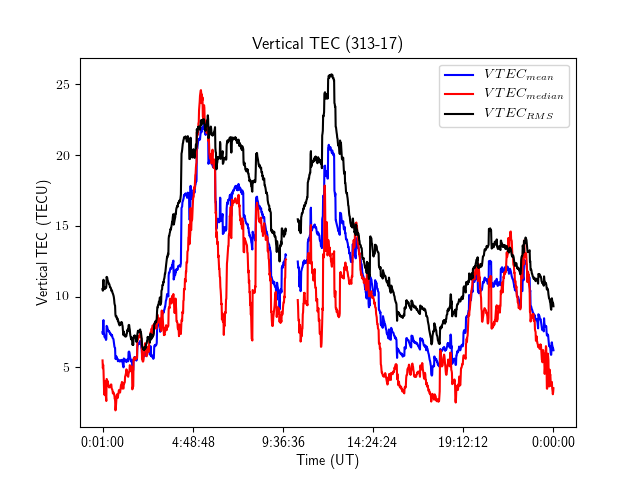 Vertical TEC (313-17)
VTEC_mean
VTEC_median
VTEC_RMS
25
20
15
10
5
Vertical TEC (TECU)
0:01:00 4:48:48 9:36:36 14:24:24 19:12:12 0:00:00
Time (UT)